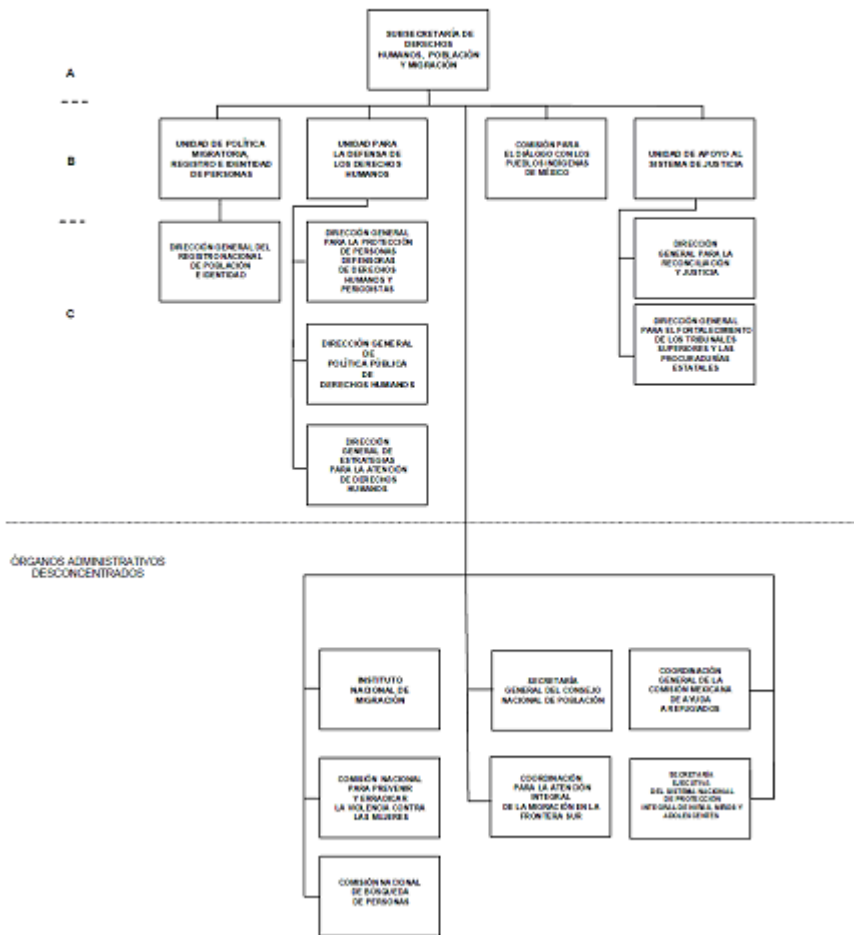 SUBSECRETARÍA DE
DERECHOS
HUMANOS, POBLACIÓN
Y MIGRACIÓN
A
B
UNIDAD DE POLÍTICA
MIGRATORIA,
REGISTRO E IDENTIDAD
DE PERSONAS
UNIDAD PARA
LA DEFENSA DE
LOS DERECHOS
HUMANOS
COMISIÓN PARA
EL DIÁLOGO CON LOS
PUEBLOS INDÍGENAS
DE MÉXICO
UNIDAD DE APOYO AL
SISTEMA DE JUSTICIA
C
DIRECCIÓN GENERAL DEL
REGISTRO NACIONAL
DE POBLACIÓN
E IDENTIDAD
DIRECCIÓN GENERAL
PARA LA PROTECCIÓN
DE PERSONAS
DEFENSORAS
DE DERECHOS
HUMANOS Y
PERIODISTAS
DIRECCIÓN GENERAL
DE
POLÍTICA PÚBLICA
DE
DERECHOS HUMANOS
DIRECCIÓN
GENERAL DE
ESTRATEGIAS
PARA LA ATENCIÓN
DE DERECHOS
HUMANOS
DIRECCIÓN
GENERAL PARA LA
RECONCILIACIÓN
Y JUSTICIA
DIRECCIÓN GENERAL
PARA EL FORTALECIMIENTO
DE LOS TRIBUNALES
SUPERIORES Y LAS
PROCURADURÍAS
ESTATALES
ÓRGANOS ADMINISTRATIVOS
DESCONCENTRADOS
INSTITUTO
NACIONAL DE
MIGRACIÓN
SECRETARÍA
GENERAL DEL CONSEJO
NACIONAL DE POBLACIÓN
COORDINACIÓN
GENERAL DE LA
COMISIÓN MEXICANA
DE AYUDA
A REFUGIADOS
COMISIÓN NACIONAL
PARA PREVENIR
Y ERRADICAR
LA VIOLENCIA CONTRA
LAS MUJERES
COORDINACIÓN
PARA LA ATENCIÓN
INTEGRAL
DE LA MIGRACIÓN EN LA
FRONTERA SUR
SECRETARÍA
EJECUTIVA
DEL SISTEMA NACIONAL
DE PROTECCIÓN
INTEGRAL DE NIÑAS, NIÑOS Y
ADOLESCENTES
COMISIÓN NACIONAL
DE BÚSQUEDA
DE PERSONAS